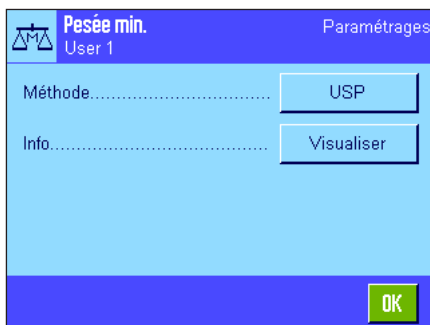 Pesée min.
Paramétrages
User 1
Méthode................................ USP
Info....................................... Visualiser
OK